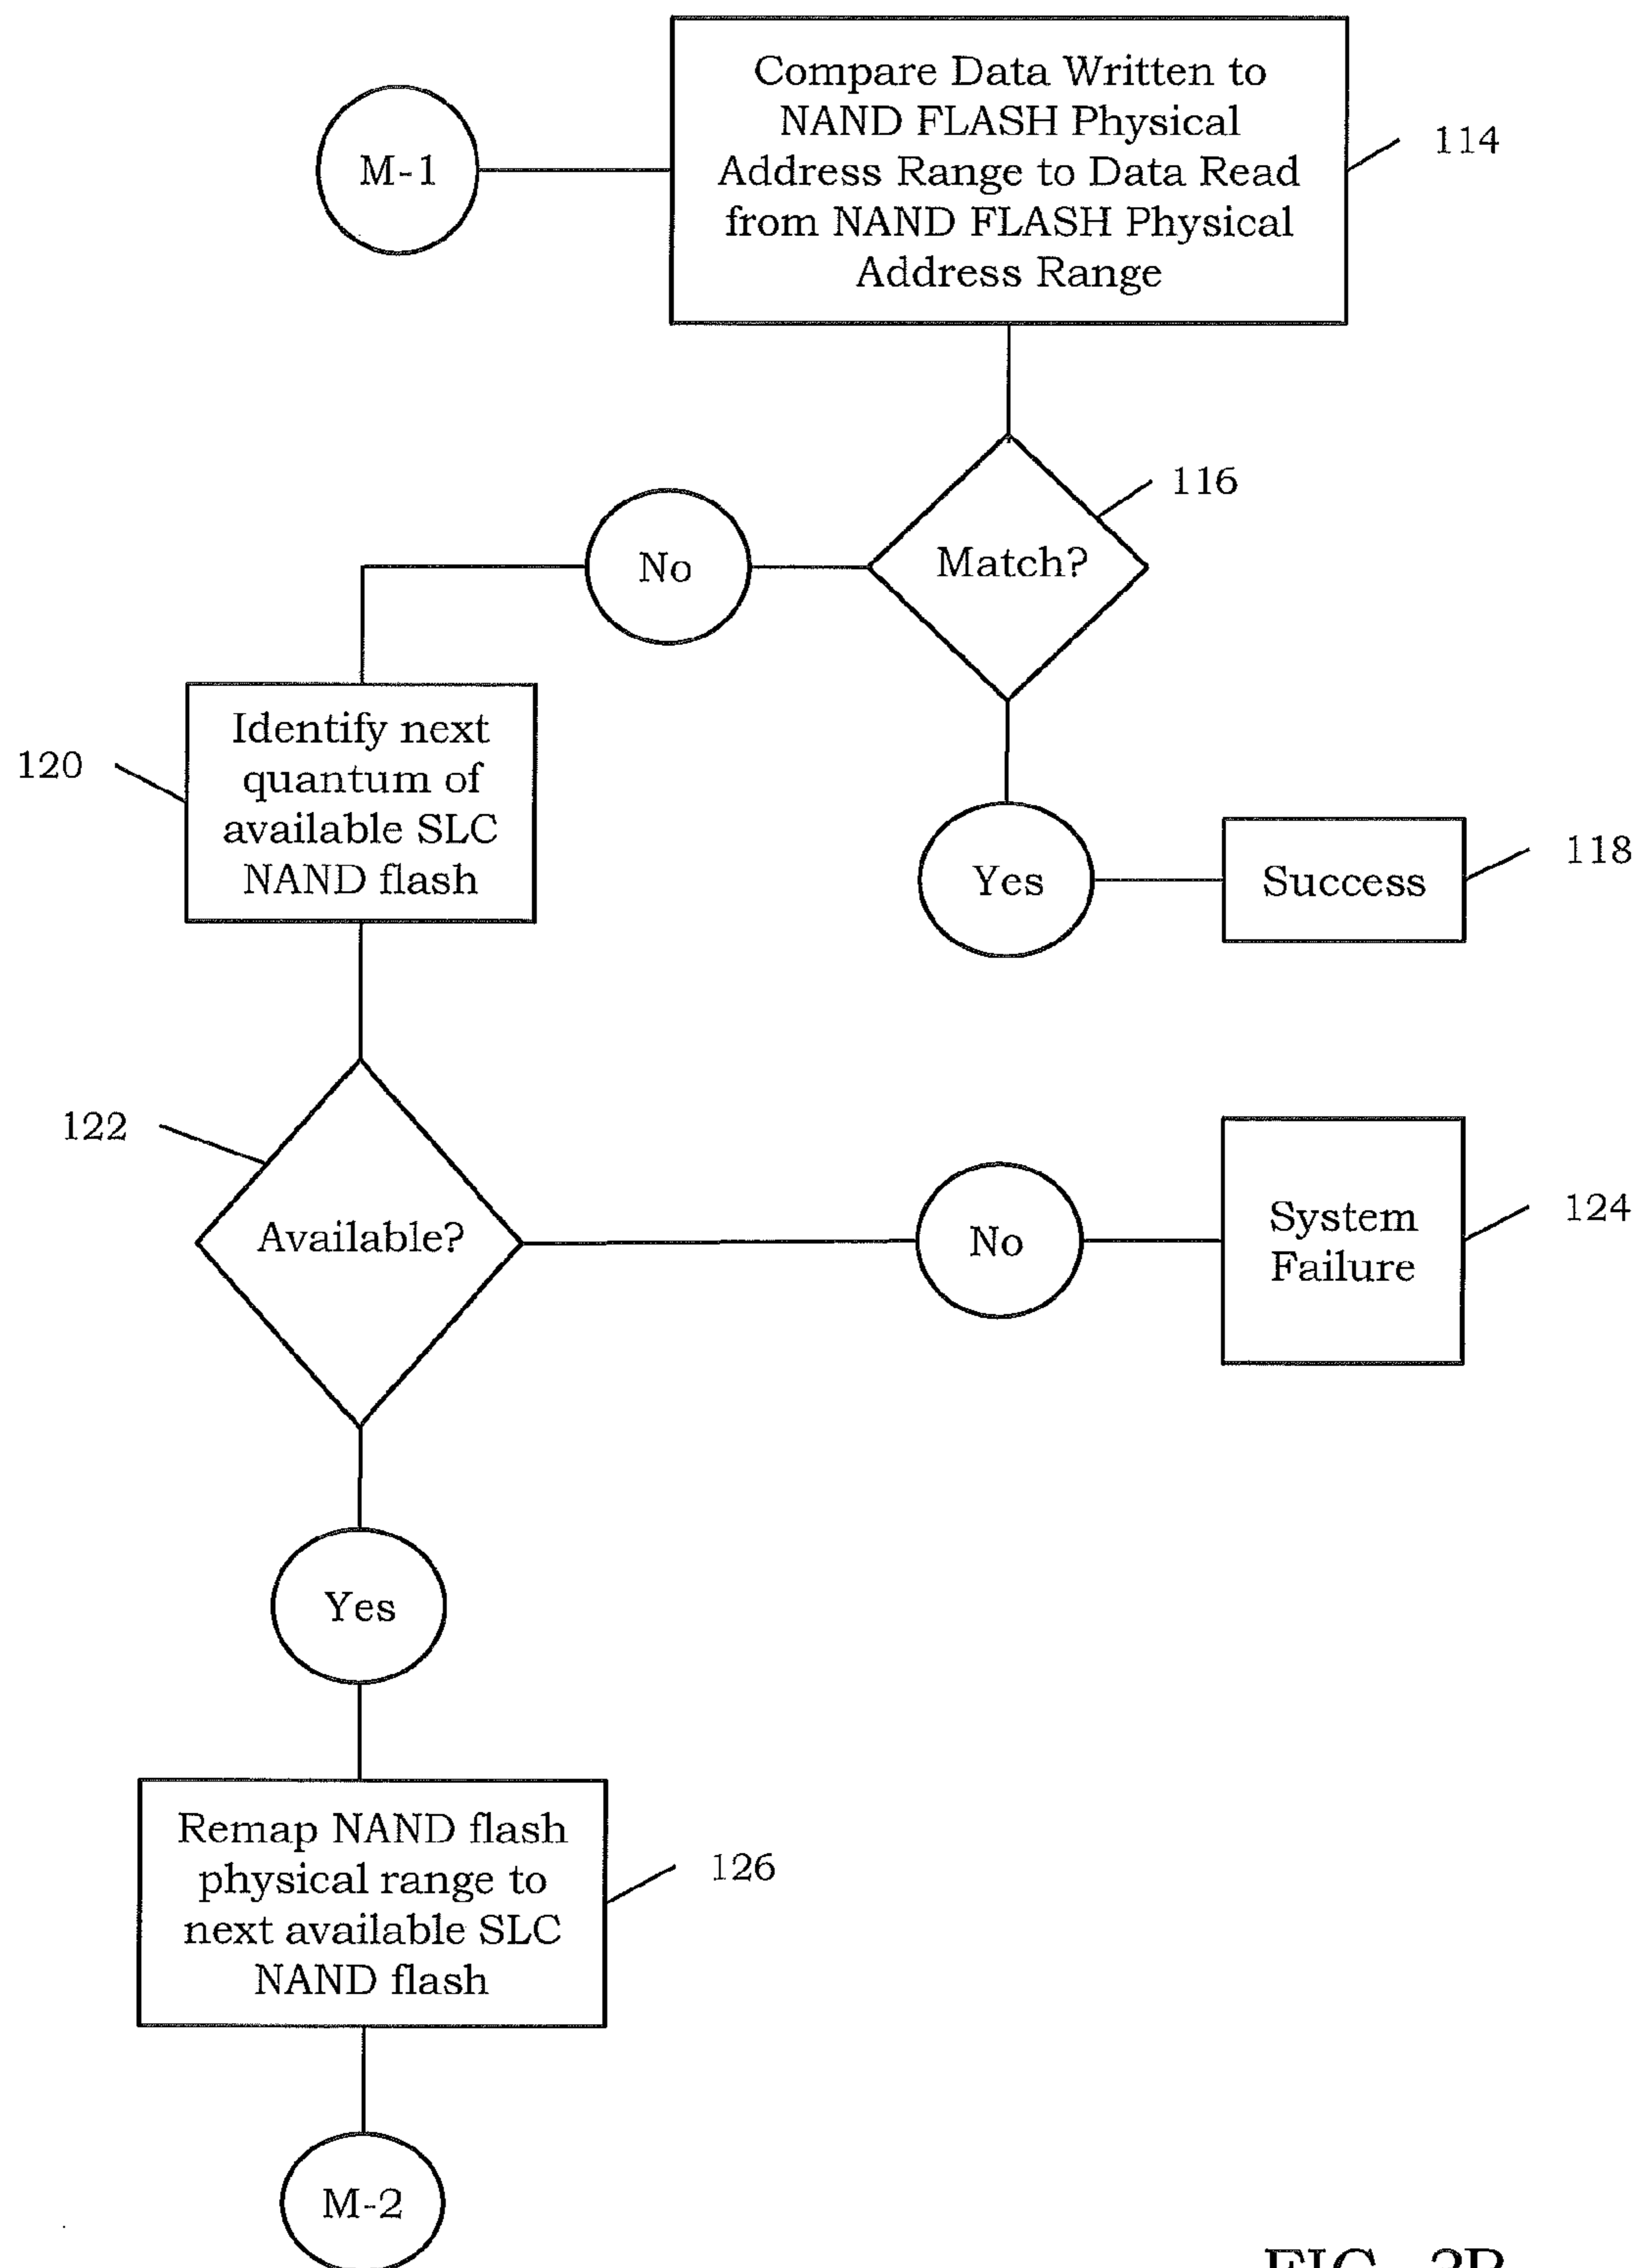 Compare Data Written to
NAND FLASH Physical
Address Range to Data Read
from NAND FLASH Physical
Address Range
M-1
114
116
Match?
No
Identify next
quantum of
available SLC
NAND flash
120
Yes
Success
118
122
Available?
No
System
Failure
124
Yes
Remap NAND flash
physical range to
next available SLC
NAND flash
126
M-2